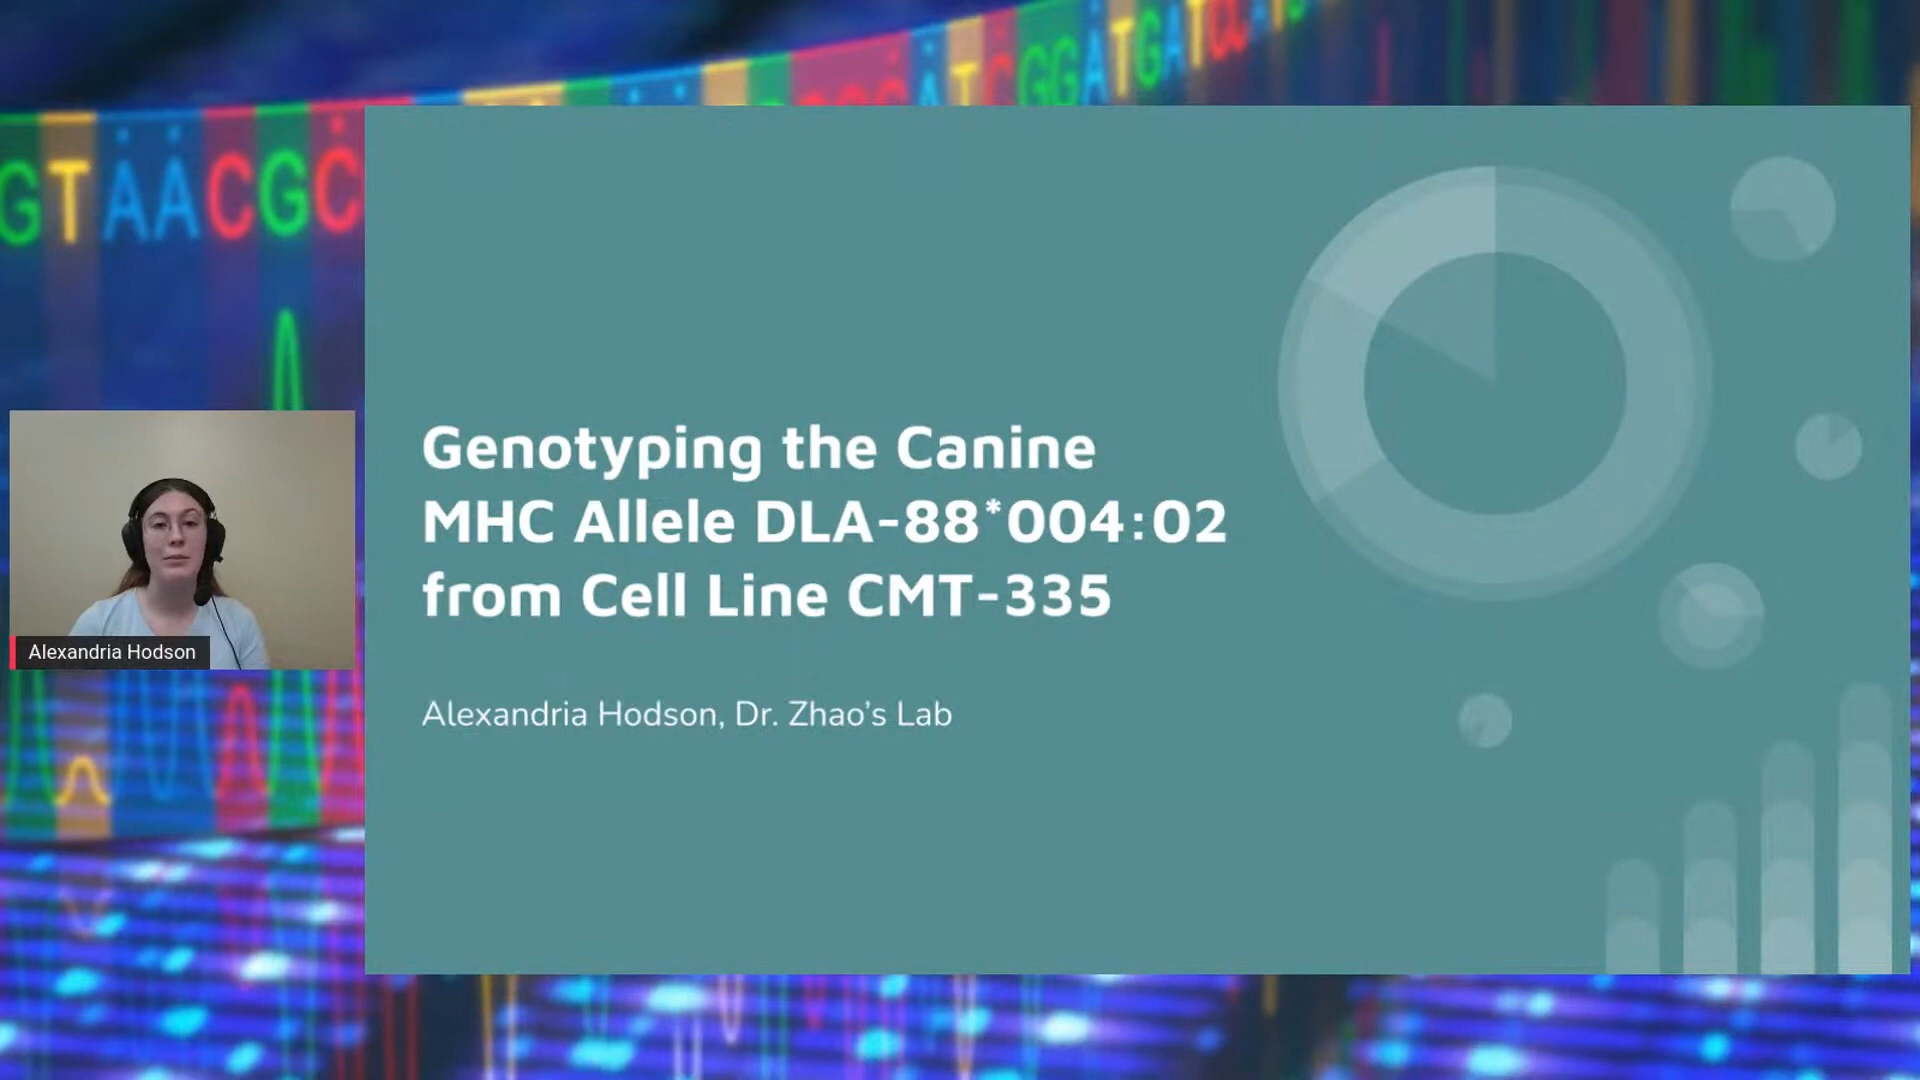 GTAACGC
ATCGGATGAT
Genotyping the Canine
MHC Allele DLA-88*004:02
from Cell Line CMT-335
Alexandria Hodson, Dr. Zhao's Lab
Alexandria Hodson